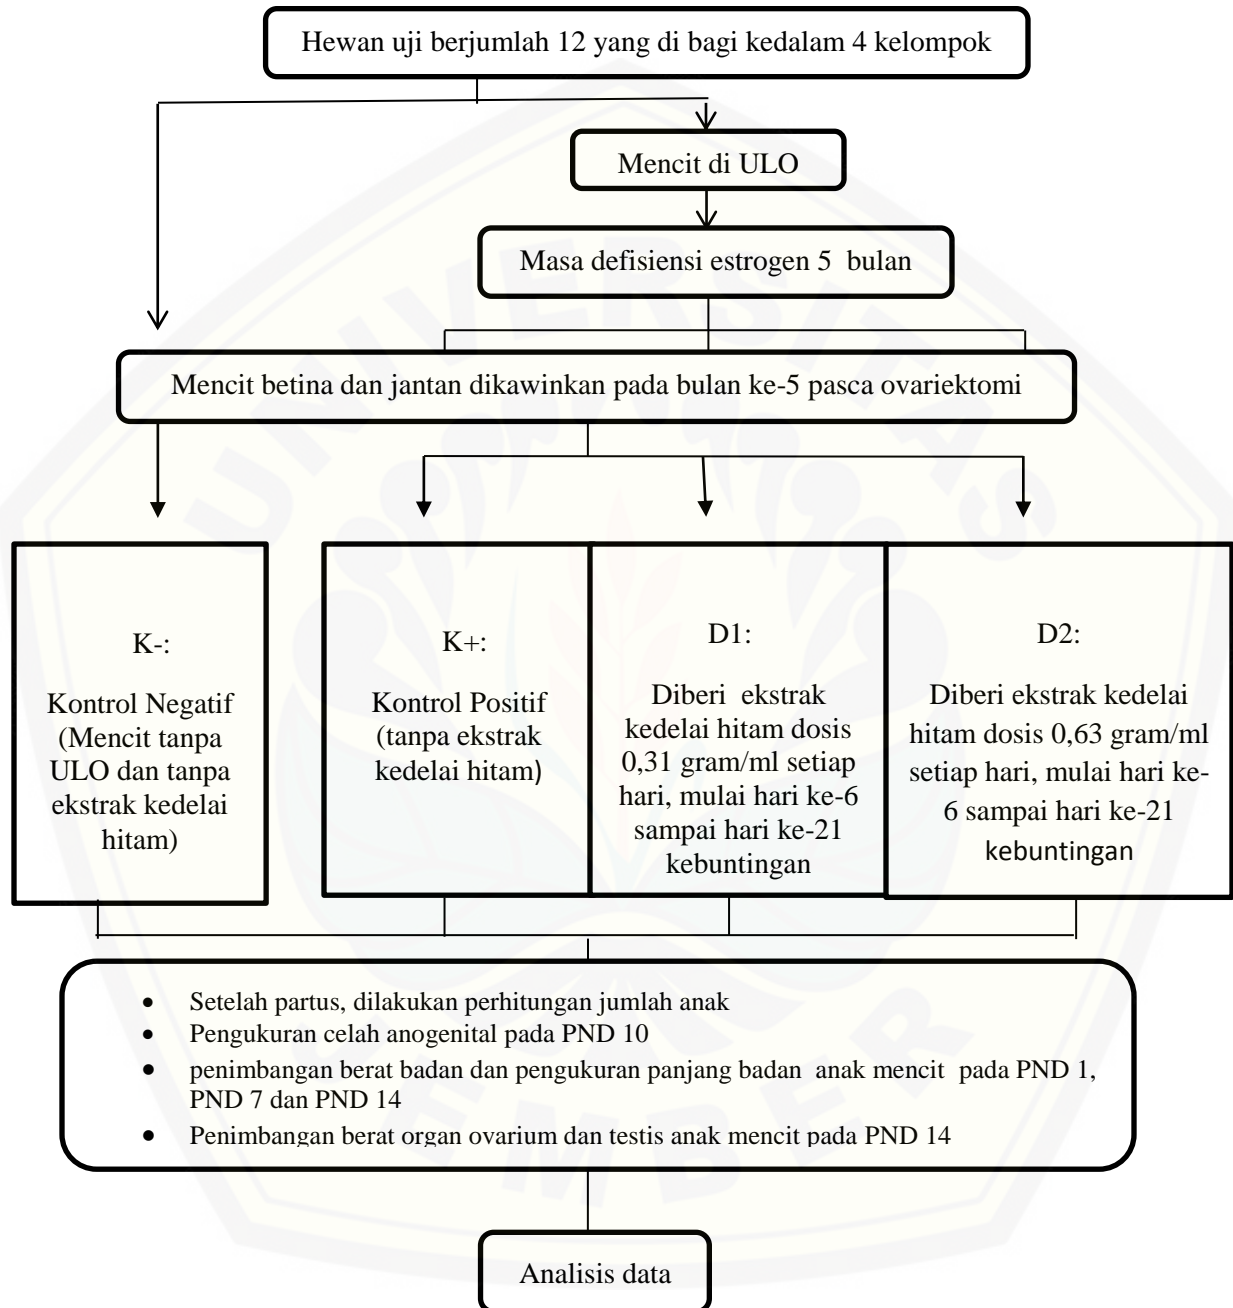 Hewan uji berjumlah 12 yang di bagi kedalam 4 kelompok
Mencit di ULO
Masa defisiensi estrogen 5 bulan
Mencit betina dan jantan dikawinkan pada bulan ke-5 pasca ovariektomi
K-:
Kontrol Negatif
(Mencit tanpa
ULO dan tanpa
ekstrak kedelai
hitam)
K+:
Kontrol Positif
(tanpa ekstrak
kedelai hitam)
D1:
Diberi ekstrak
kedelai hitam dosis
0,31 gram/ml setiap
hari, mulai hari ke-6
sampai hari ke-21
kebuntingan
D2:
Diberi ekstrak kedelai
hitam dosis 0,63 gram/ml
setiap hari, mulai hari ke-
6 sampai hari ke-21
kebuntingan
• Setelah partus, dilakukan perhitungan jumlah anak
• Pengukuran celah anogenital pada PND 10
• penimbangan berat badan dan pengukuran panjang badan anak mencit pada PND 1,
PND 7 dan PND 14
• Penimbangan berat organ ovarium dan testis anak mencit pada PND 14
Analisis data
UNIVERSITAS
JEMBER